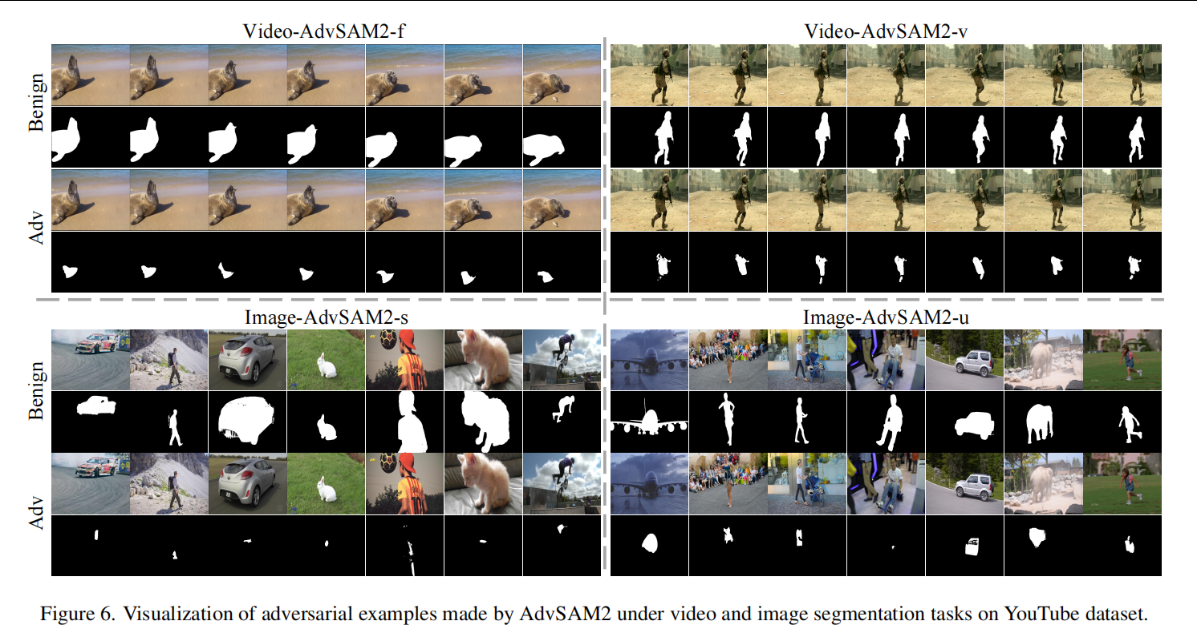 Video-AdvSAM2-f
Video-AdvSAM2-v
Benign
Adv
Image-AdvSAM2-s
Image-AdvSAM2-u
Benign
Adv
Figure 6. Visualization of adversarial examples made by AdvSAM2 under video and image segmentation tasks on YouTube dataset.